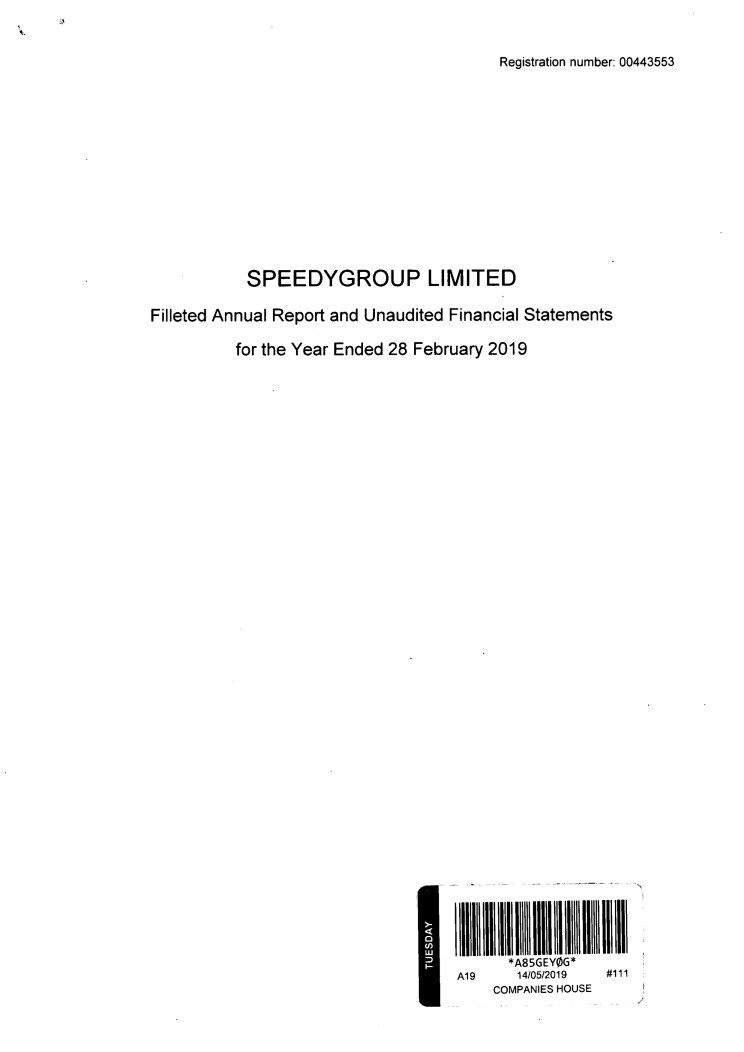 Registration number: 00443553
SPEEDYGROUP LIMITED
Filleted Annual Report and Unaudited Financial Statements
for the Year Ended 28 February 2019
TUESDAY
*A85GEYØG*
A19 14/05/2019 #111
COMPANIES HOUSE